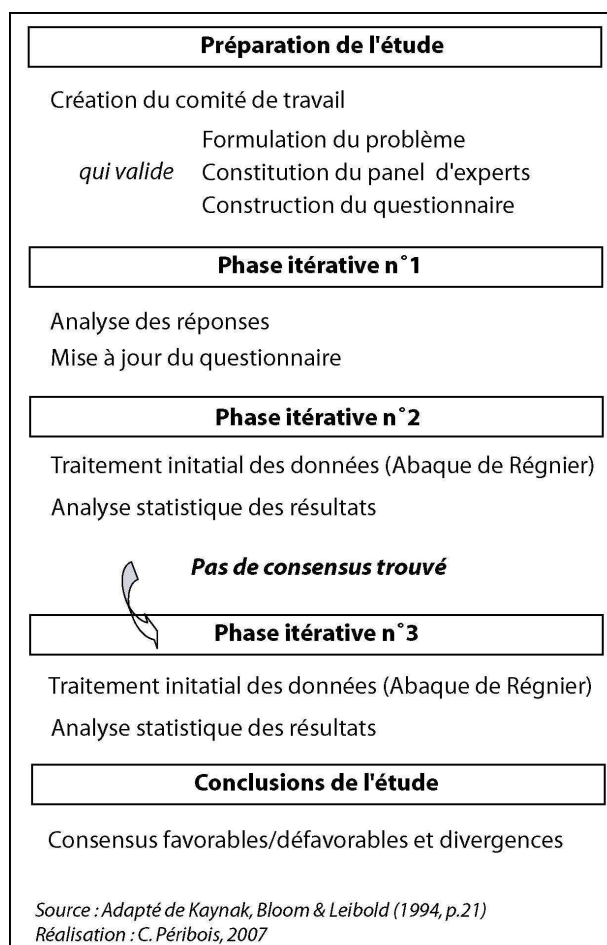 Préparation de l'étude
Création du comité de travail
Formulation du problème
qui valide Constitution du panel d'experts
Construction du questionnaire
Phase itérative n°1
Analyse des réponses
Mise à jour du questionnaire
Phase itérative n°2
Traitement initatial des données (Abaque de Régnier)
Analyse statistique des résultats
Pas de consensus trouvé
Phase itérative n°3
Traitement initatial des données (Abaque de Régnier)
Analyse statistique des résultats
Conclusions de l'étude
Consensus favorables/défavorables et divergences
Source : Adapté de Kaynak, Bloom & Leibold (1994, p.21)
Réalisation : C. Péribois, 2007